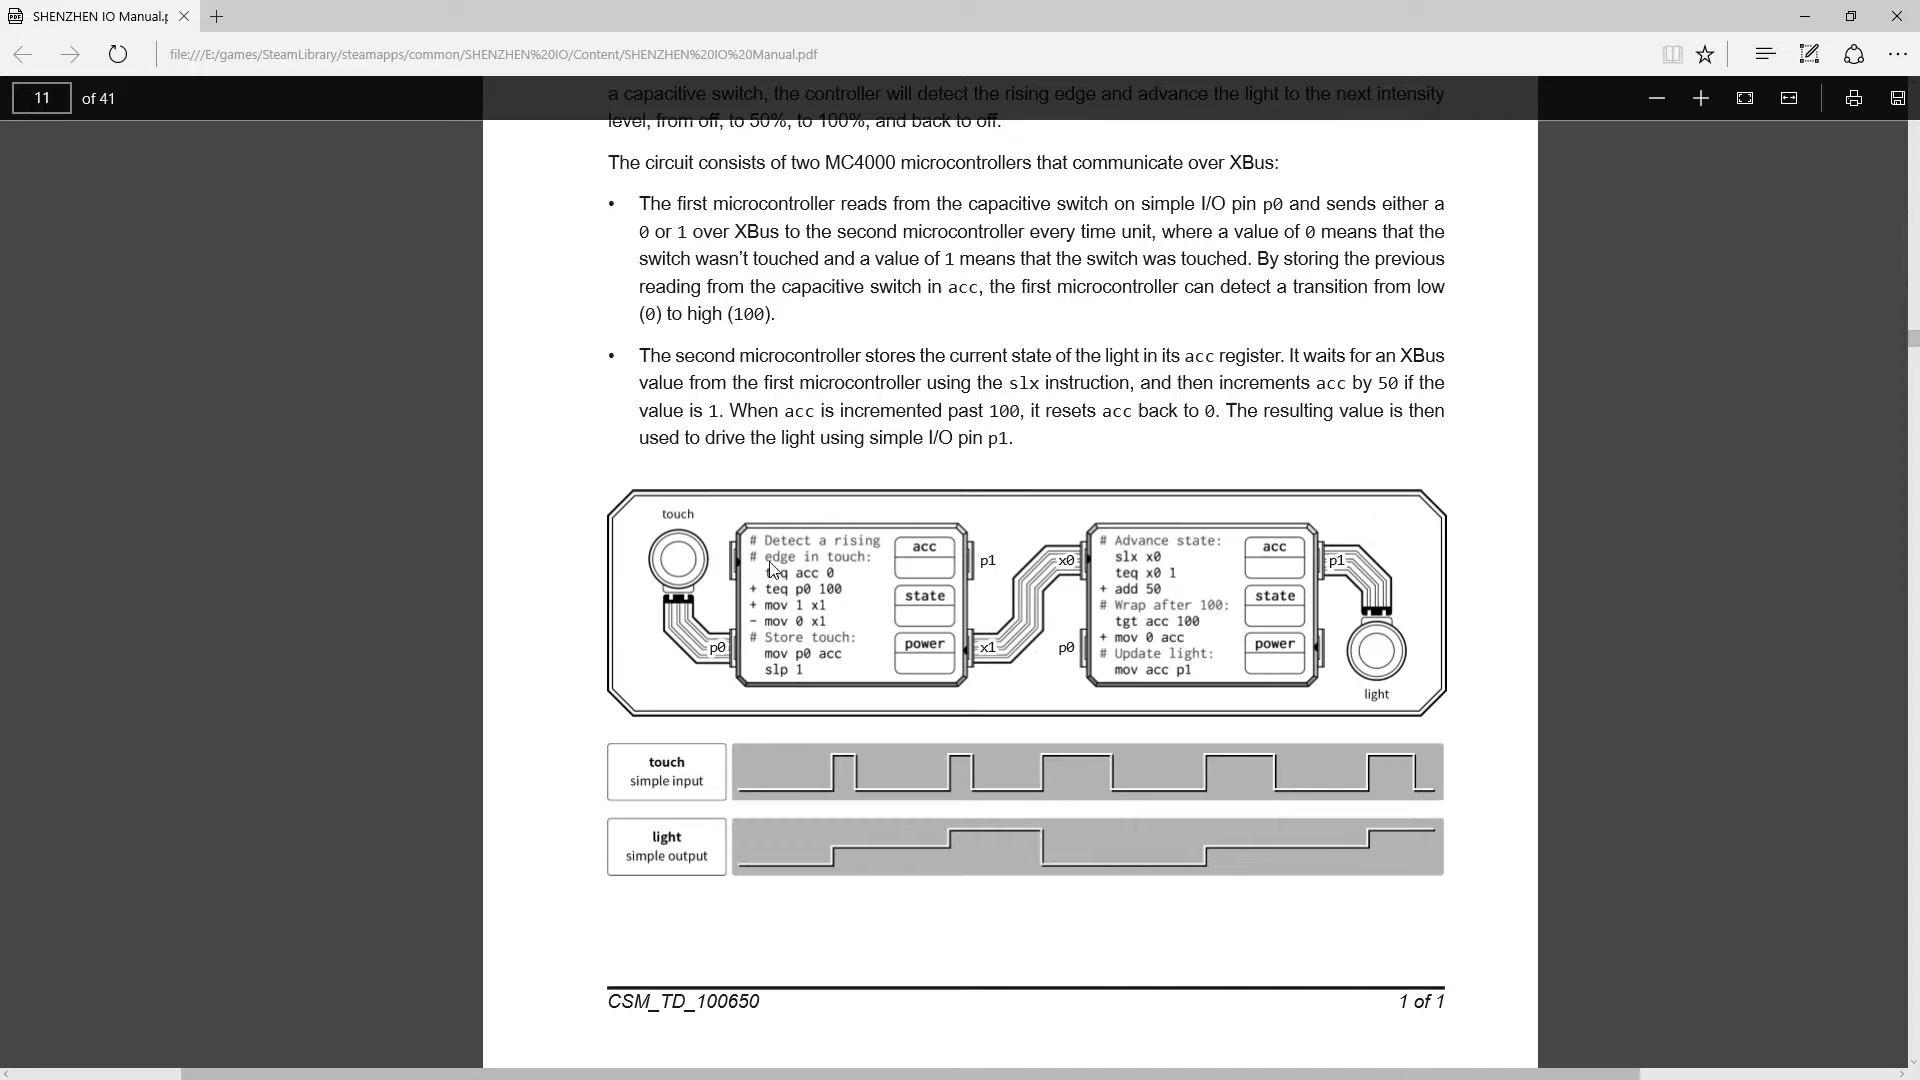 SHENZHEN IO Manual.p
file:///E:/games/SteamLibrary/steamapps/common/SHENZHEN%20IO/Content/SHENZHEN%20IO%20Manual.pdf
11 of 41
a capacitive switch, the controller will detect the rising edge and advance the light to the next intensity
level, from off, to 50%, to 100%, and back to off.
The circuit consists of two MC4000 microcontrollers that communicate over XBus:
• The first microcontroller reads from the capacitive switch on simple I/O pin p0 and sends either a
0 or 1 over XBus to the second microcontroller every time unit, where a value of 0 means that the
switch wasn't touched and a value of 1 means that the switch was touched. By storing the previous
reading from the capacitive switch in acc, the first microcontroller can detect a transition from low
(0) to high (100).
• The second microcontroller stores the current state of the light in its acc register. It waits for an XBus
value from the first microcontroller using the slx instruction, and then increments acc by 50 if the
value is 1. When acc is incremented past 100, it resets acc back to 0. The resulting value is then
used to drive the light using simple I/O pin p1.
touch
p0
# Detect a rising
# edge in touch:
teq acc 0
+ teq p0 100
+ mov 1 x1
- mov 0 x1
# Store touch:
mov p0 acc
slp 1
acc
state
power
p1
x1
x0
p0
# Advance state:
slx x0
teq x0 1
+ add 50
# Wrap after 100:
tgt acc 100
+ mov 0 acc
# Update light:
mov acc p1
acc
state
power
p1
light
touch
simple input
light
simple output
CSM_TD_100650 1 of 1